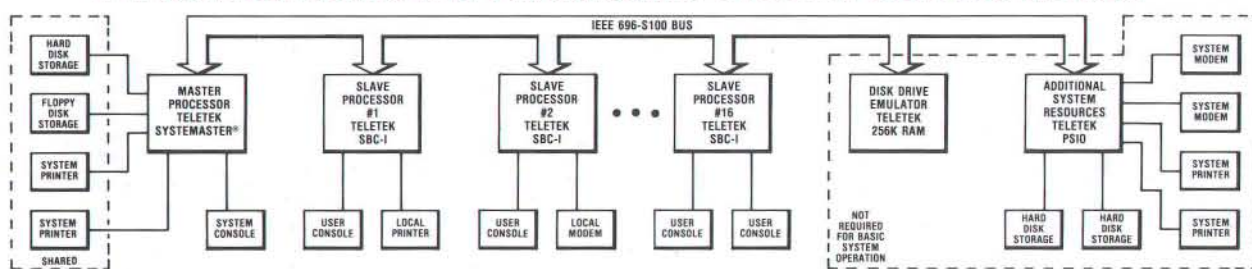 IEEE 696-S100 BUS
HARD
DISK
STORAGE
FLOPPY
DISK
STORAGE
SYSTEM
PRINTER
SYSTEM
PRINTER
SHARED
MASTER
PROCESSOR
TELETEK
SYSTEMASTER®
SYSTEM
CONSOLE
SLAVE
PROCESSOR
#1
TELETEK
SBC-I
USER
CONSOLE
LOCAL
PRINTER
SLAVE
PROCESSOR
#2
TELETEK
SBC-I
USER
CONSOLE
LOCAL
MODEM
SLAVE
PROCESSOR
#16
TELETEK
SBC-I
USER
CONSOLE
USER
CONSOLE
DISK DRIVE
EMULATOR
TELETEK
256K RAM
NOT
REQUIRED
FOR BASIC
SYSTEM
OPERATION
ADDITIONAL
SYSTEM
RESOURCES
TELETEK
PSIO
HARD
DISK
STORAGE
HARD
DISK
STORAGE
SYSTEM
MODEM
SYSTEM
MODEM
SYSTEM
PRINTER
SYSTEM
PRINTER